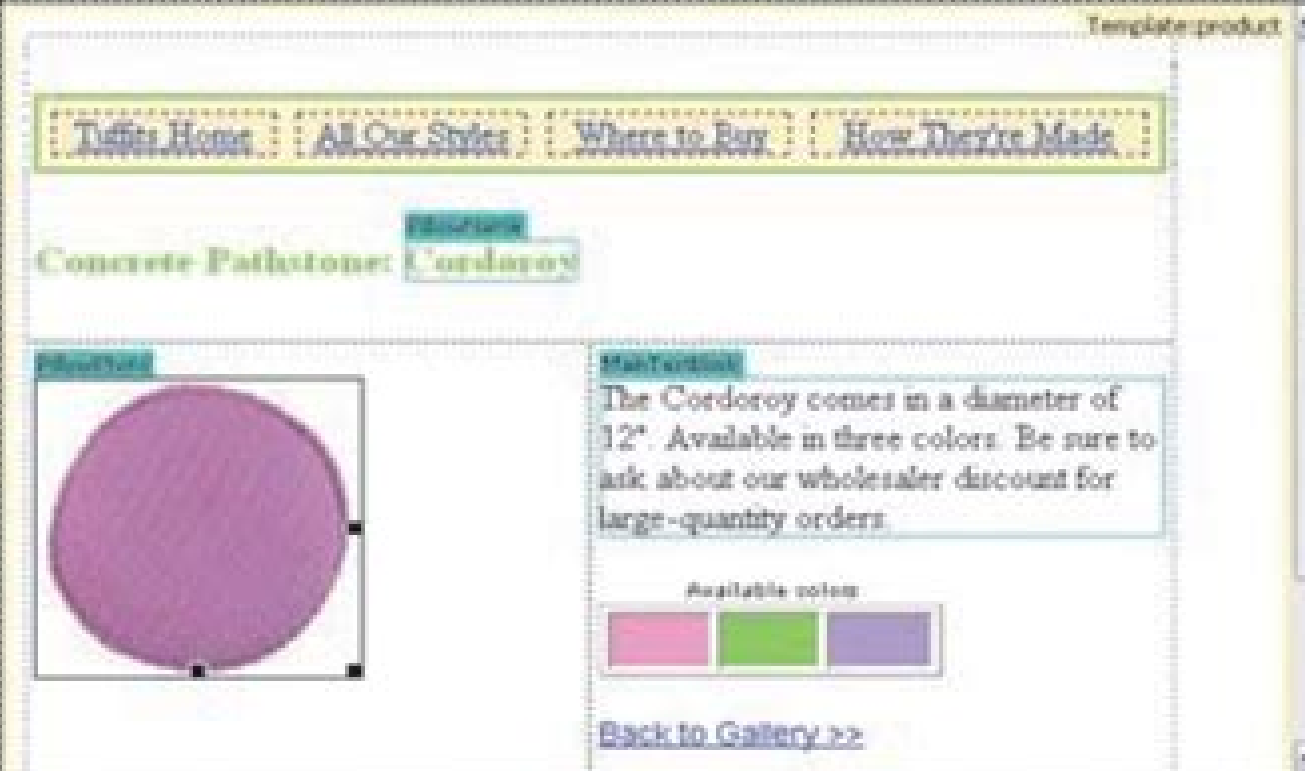 Template:product
Tuffits Home All Our Styles Where to Buy How They're Made
Concrete Pathstone: Cordoroy
The Cordoroy comes in a diameter of
12". Available in three colors. Be sure to
ask about our wholesaler discount for
large-quantity orders.
Available colors
Back to Gallery >>